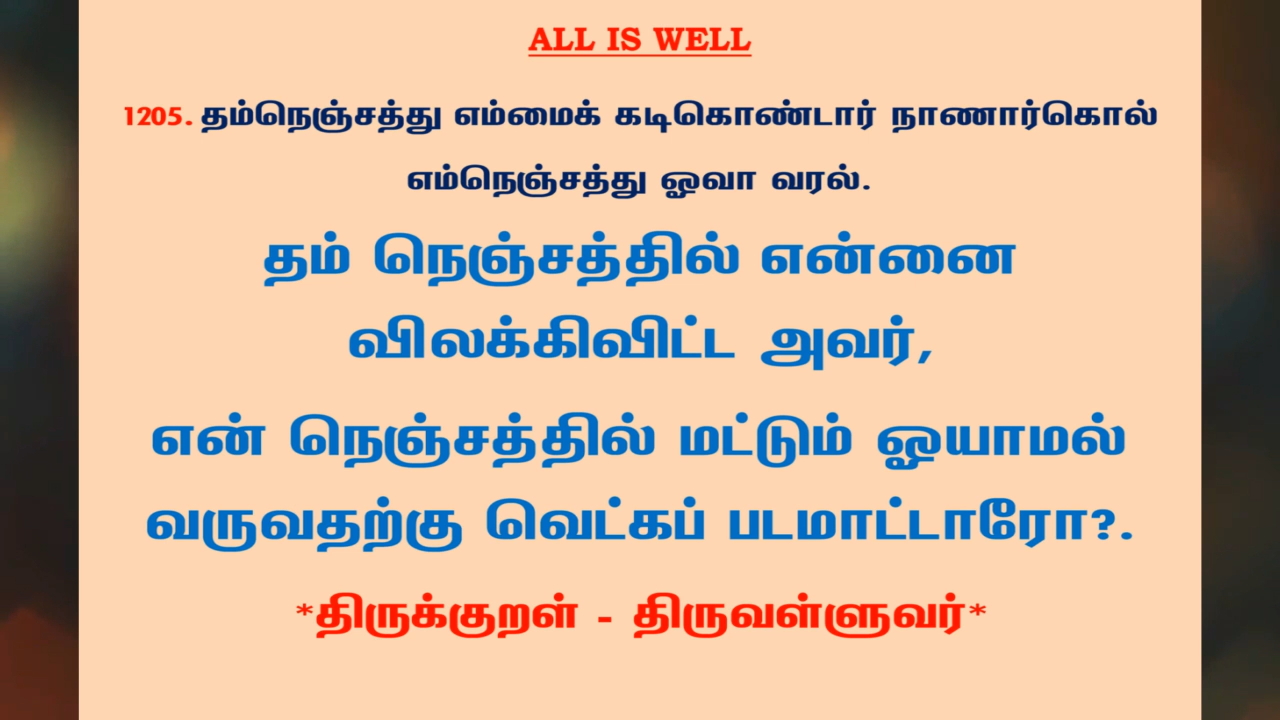 ALL IS WELL
1205. தம்நெஞ்சத்து எம்மைக் கடிகொண்டார் நாணார்கொல்
எம்நெஞ்சத்து ஓவா வரல்.
தம் நெஞ்சத்தில் என்னை
விலக்கிவிட்ட அவர்,
என் நெஞ்சத்தில் மட்டும் ஓயாமல்
வருவதற்கு வெட்கப் படமாட்டாரோ?.
*திருக்குறள் - திருவள்ளுவர்*